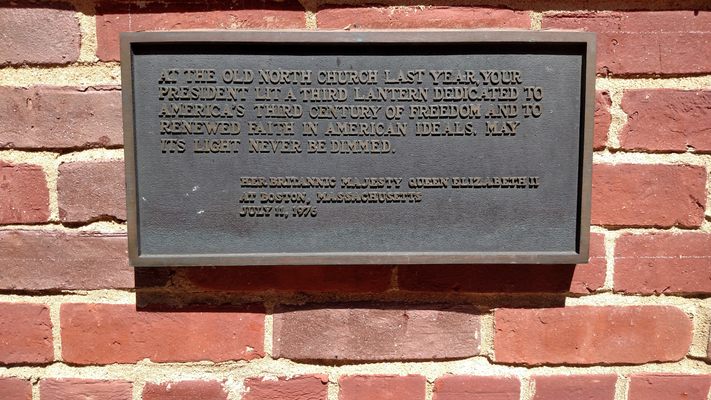 AT THE OLD NORTH CHURCH LAST YEAR, YOUR
PRESIDENT LIT A THIRD LANTERN DEDICATED TO
AMERICA'S THIRD CENTURY OF FREEDOM AND TO
RENEWED FAITH IN AMERICAN IDEALS. MAY
ITS LIGHT NEVER BE DIMMED.
HER BRITANNIC MAJESTY QUEEN ELIZABETH II
AT BOSTON, MASSACHUSETTS
JULY 11, 1976